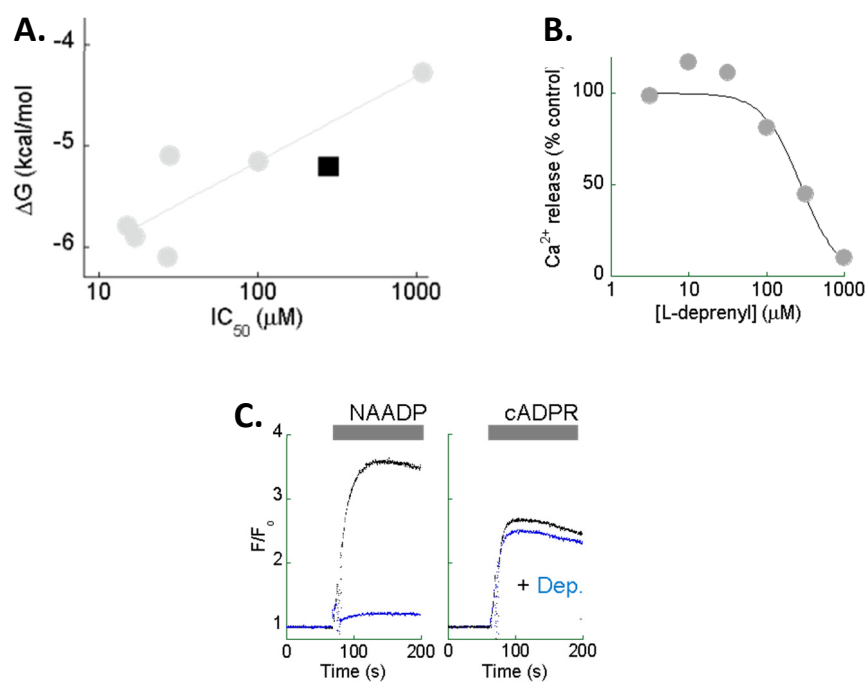 A.
-4
-5
-6
ΔG (kcal/mol)
10
100
1000
IC50 (μM)
B.
100
50
0
Ca2+ release (% control)
1
10
100
1000
[L-deprenyl] (μM)
C.
NAADP
cADPR
4
3
2
1
F/Fo
+ Dep.
0
100
200
0
100
200
Time (s)
Time (s)